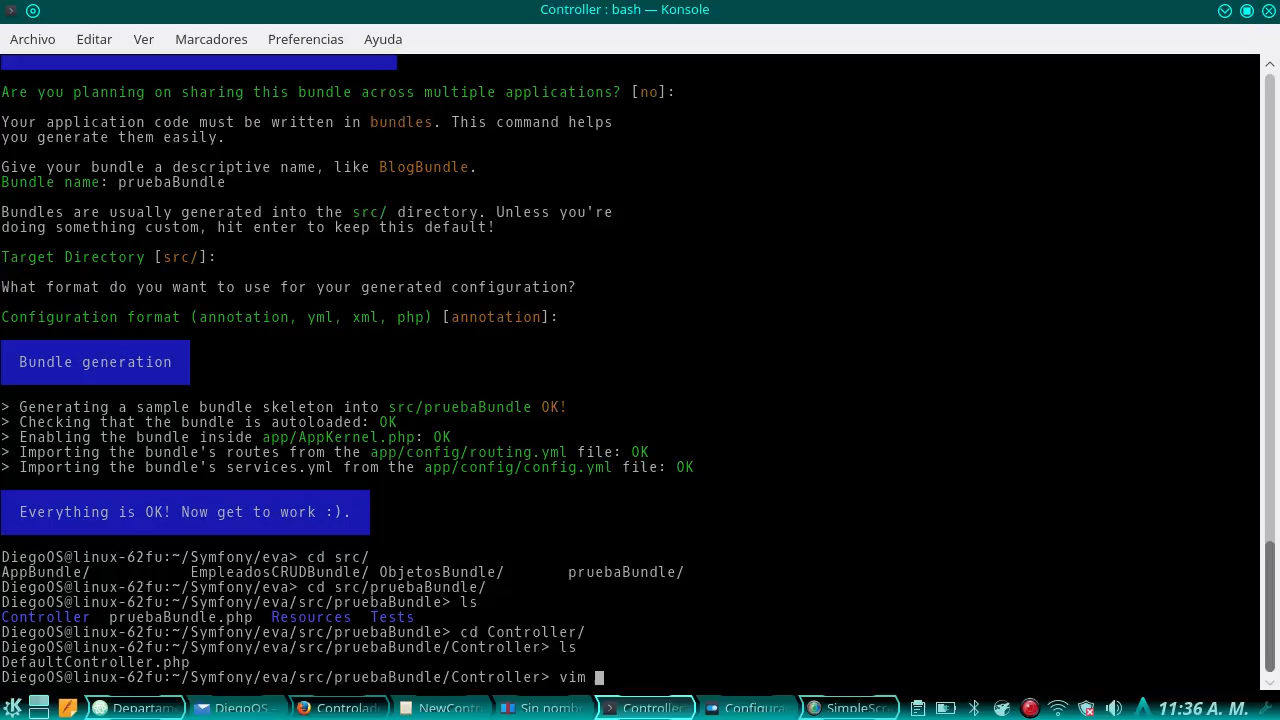 Controller : bash — Konsole
Archivo Editar Ver Marcadores Preferencias Ayuda
Are you planning on sharing this bundle across multiple applications? [no]:
Your application code must be written in bundles. This command helps
you generate them easily.
Give your bundle a descriptive name, like BlogBundle.
Bundle name: pruebaBundle
Bundles are usually generated into the src/ directory. Unless you're
doing something custom, hit enter to keep this default!
Target Directory [src/]:
What format do you want to use for your generated configuration?
Configuration format (annotation, yml, xml, php) [annotation]:
Bundle generation
> Generating a sample bundle skeleton into src/pruebaBundle OK!
> Checking that the bundle is autoloaded: OK
> Enabling the bundle inside app/AppKernel.php: OK
> Importing the bundle's routes from the app/config/routing.yml file: OK
> Importing the bundle's services.yml from the app/config/config.yml file: OK
Everything is OK! Now get to work :).
DiegoOS@linux-62fu:~/Symfony/eva> cd src/
AppBundle/ EmpleadosCRUDBundle/ ObjetosBundle/ pruebaBundle/
DiegoOS@linux-62fu:~/Symfony/eva> cd src/pruebaBundle/
DiegoOS@linux-62fu:~/Symfony/eva/src/pruebaBundle> ls
Controller pruebaBundle.php Resources Tests
DiegoOS@linux-62fu:~/Symfony/eva/src/pruebaBundle> cd Controller/
DiegoOS@linux-62fu:~/Symfony/eva/src/pruebaBundle/Controller> ls
DefaultController.php
DiegoOS@linux-62fu:~/Symfony/eva/src/pruebaBundle/Controller> vim
Departam DiegoOS – Controlad NewContr Sin nomb Controller Configura SimpleScr 11:36 A. M.